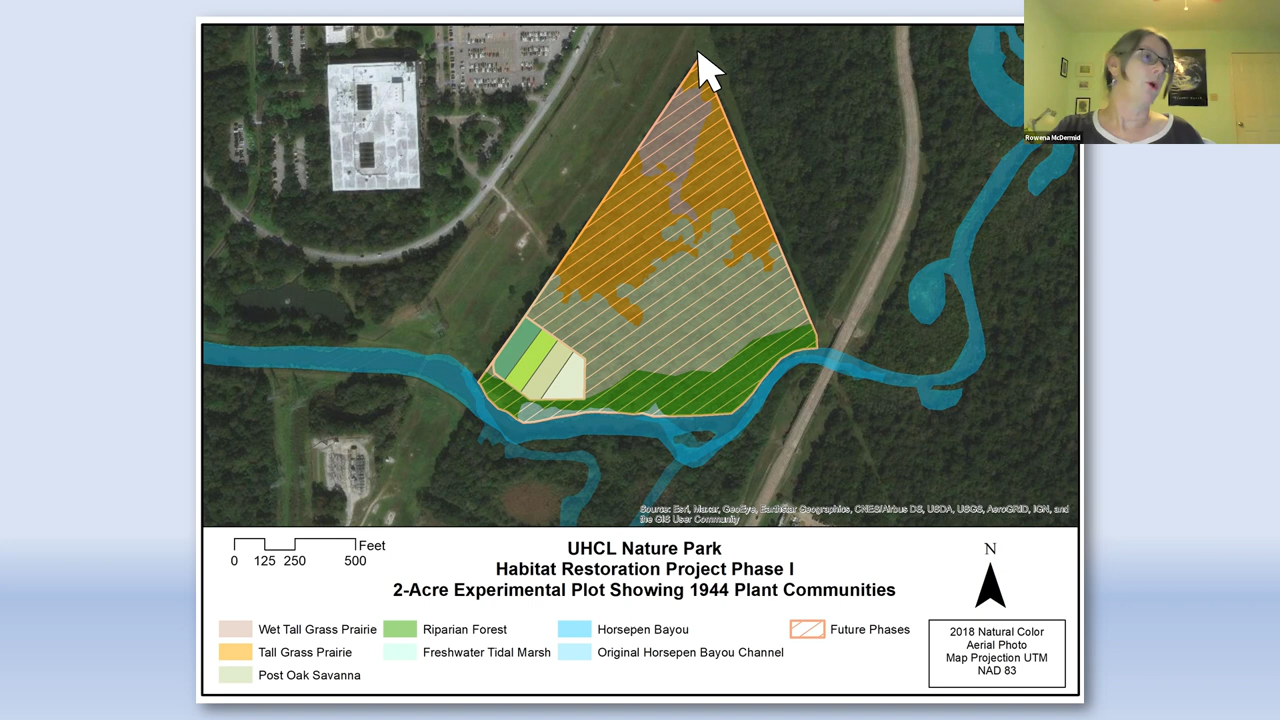 Rowena McDermid
Source: Esri, Maxar, GeoEye, Earthstar Geographics, CNES/Airbus DS, USDA, USGS, AeroGRID, IGN, and
the GIS User Community
Feet
0 125 250 500
UHCL Nature Park
Habitat Restoration Project Phase I
2-Acre Experimental Plot Showing 1944 Plant Communities
N
Wet Tall Grass Prairie
Tall Grass Prairie
Post Oak Savanna
Riparian Forest
Freshwater Tidal Marsh
Horsepen Bayou
Original Horsepen Bayou Channel
Future Phases
2018 Natural Color
Aerial Photo
Map Projection UTM
NAD 83